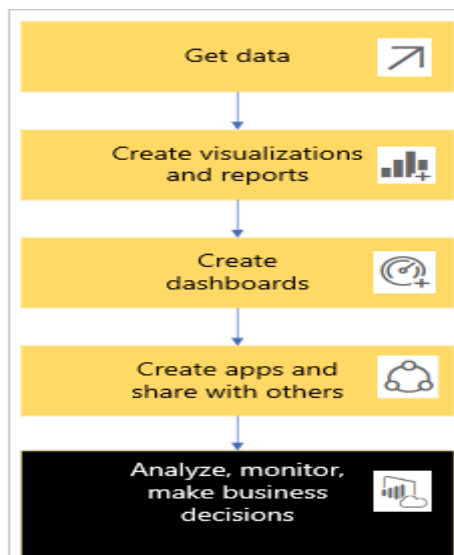 Get data
Create visualizations
and reports
Create
dashboards
Create apps and
share with others
Analyze, monitor,
make business
decisions